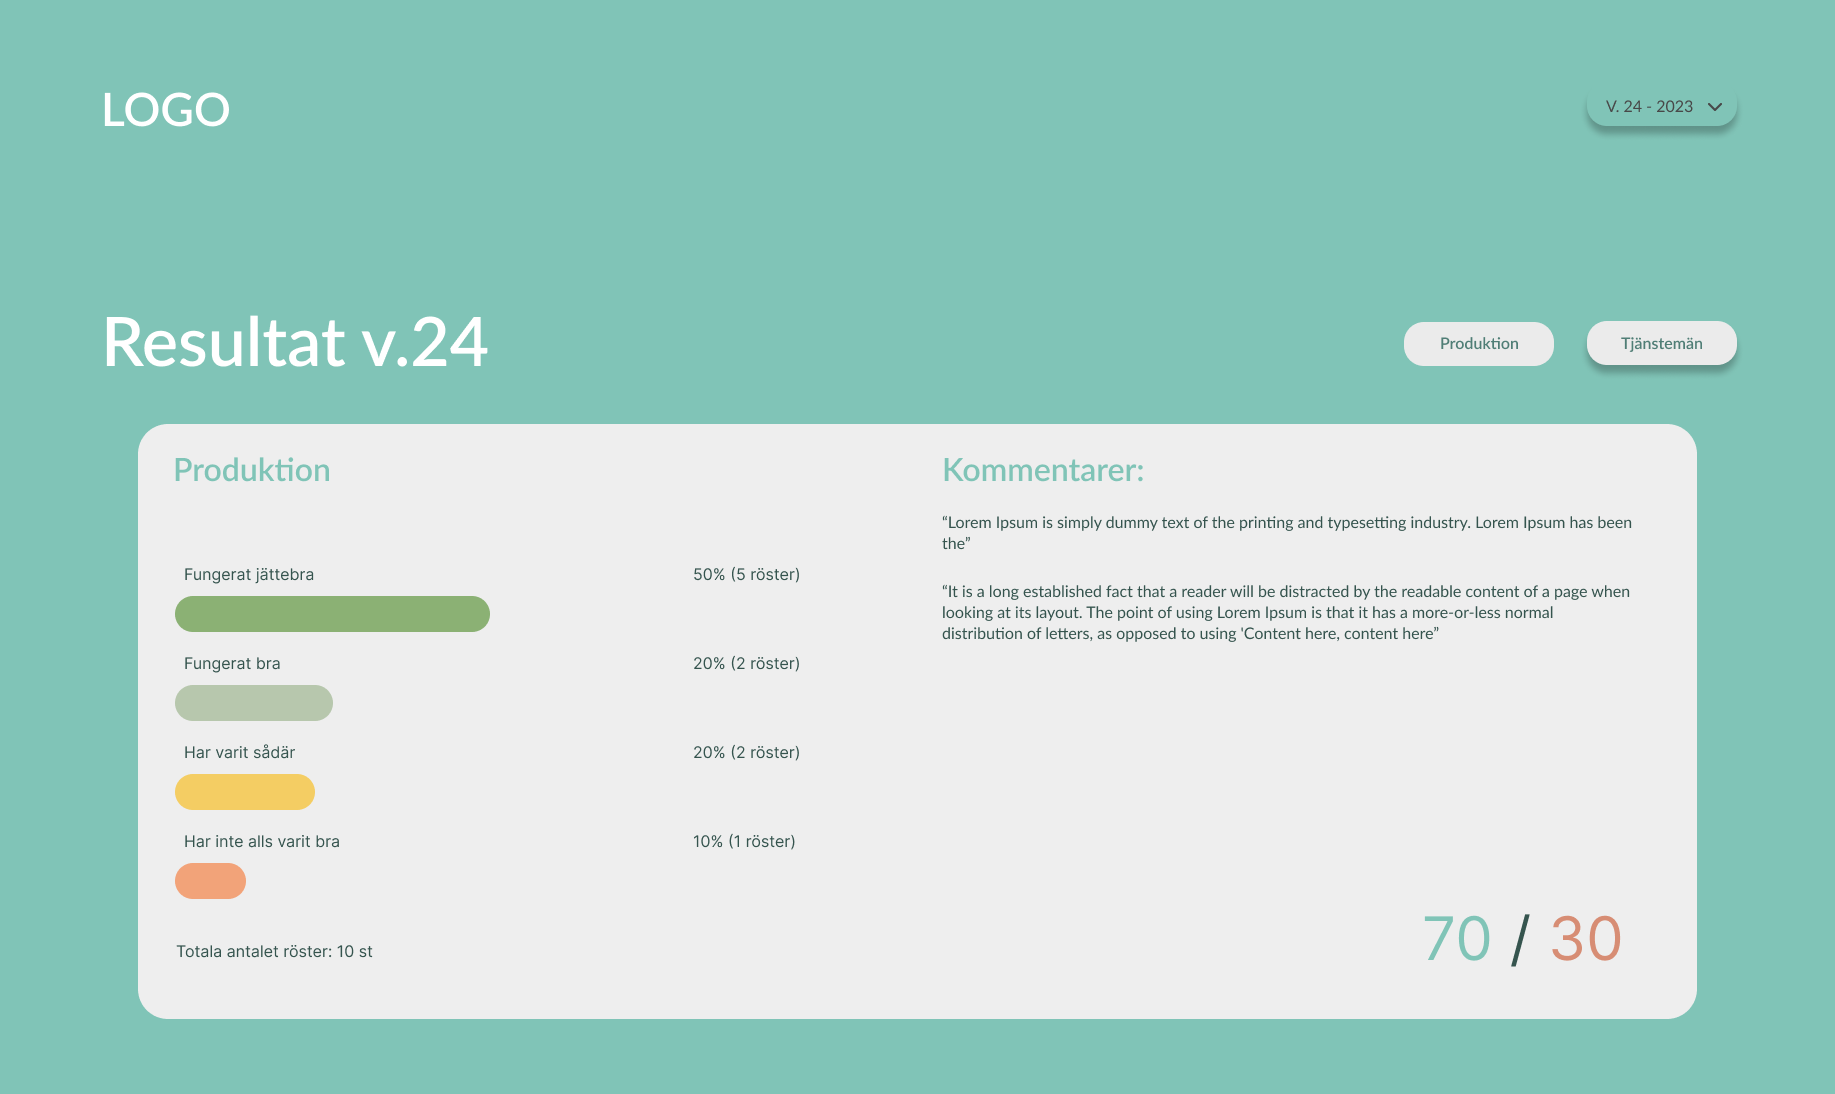 LOGO
V. 24 - 2023
Resultat v.24
Produktion
Tjänstemän
Produktion
Fungerat jättebra
50% (5 röster)
Fungerat bra
20% (2 röster)
Har varit sådär
20% (2 röster)
Har inte alls varit bra
10% (1 röster)
Totala antalet röster: 10 st
Kommentarer:
“Lorem Ipsum is simply dummy text of the printing and typesetting industry. Lorem Ipsum has been
the”
“It is a long established fact that a reader will be distracted by the readable content of a page when
looking at its layout. The point of using Lorem Ipsum is that it has a more-or-less normal
distribution of letters, as opposed to using 'Content here, content here”
70 / 30